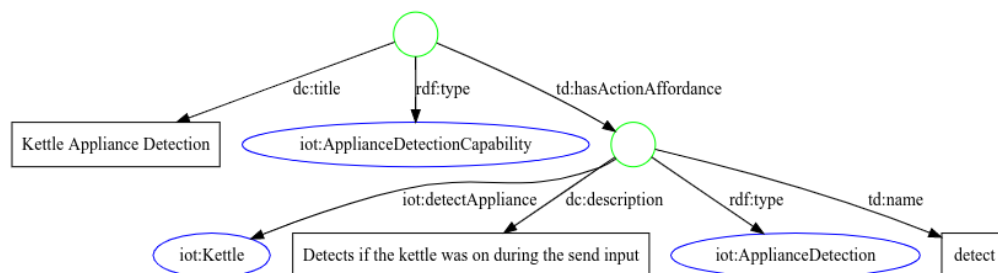 dc:title
rdf:type
td:hasActionAffordance
Kettle Appliance Detection
iot:ApplianceDetectionCapability
iot:detectAppliance
dc:description
rdf:type
td:name
iot:Kettle
Detects if the kettle was on during the send input
iot:ApplianceDetection
detect